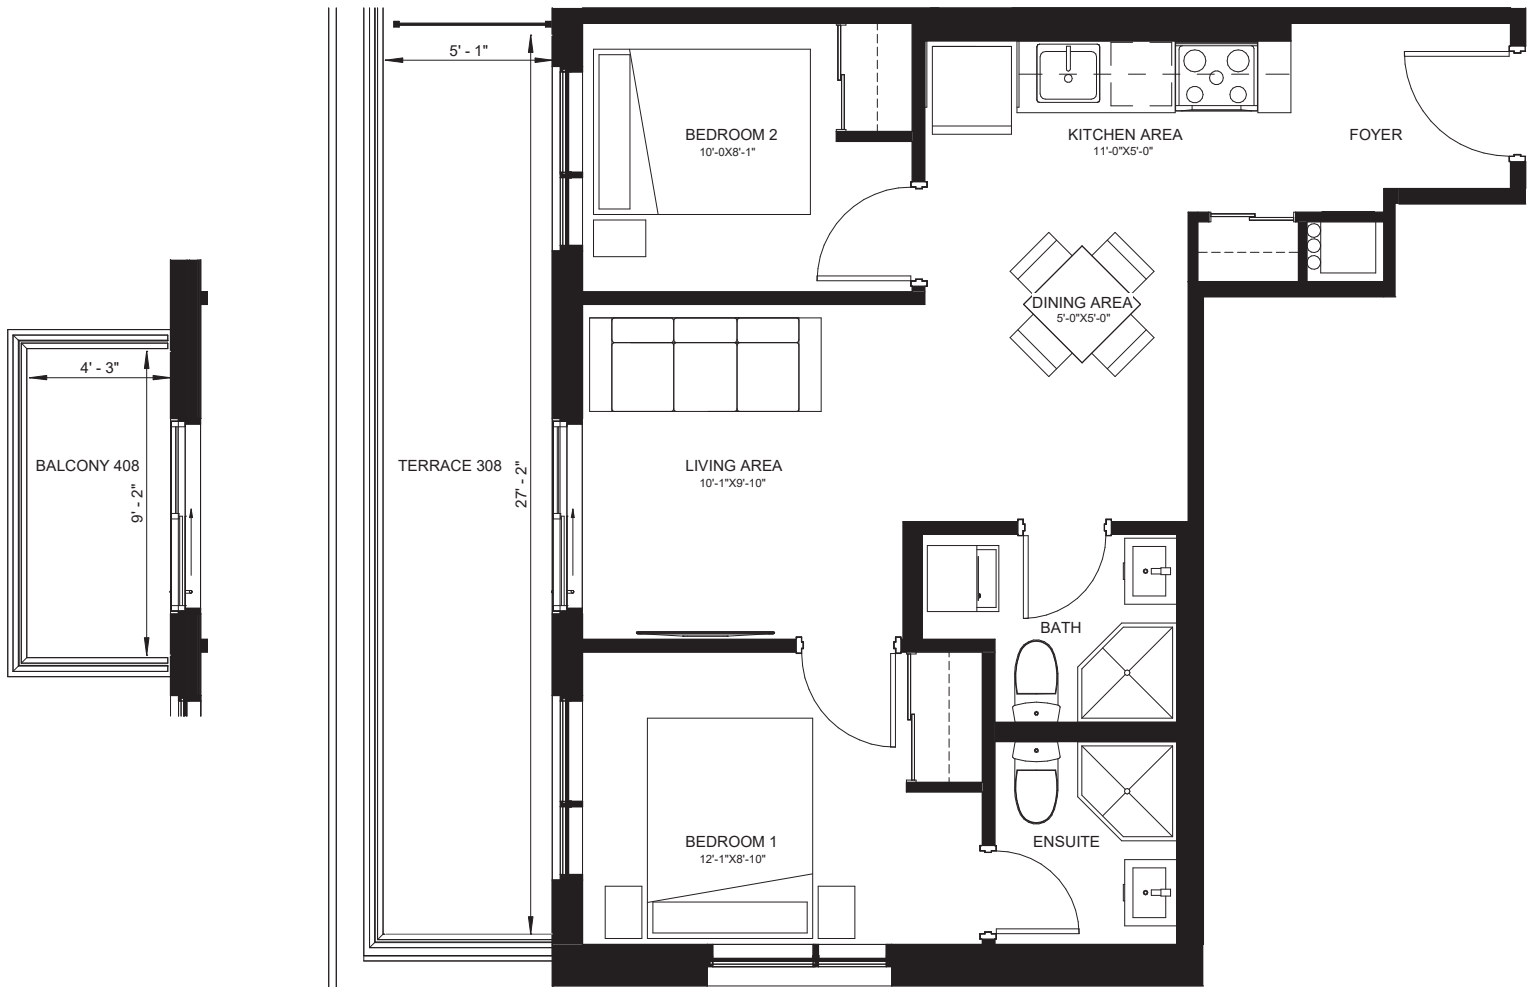 5' - 1"
BEDROOM 2
10'-0X8'-1"
KITCHEN AREA
11'-0"X5'-0"
FOYER
DINING AREA
5'-0"X5'-0"
4' - 3"
BALCONY 408
9' - 2"
TERRACE 308
27' - 2"
LIVING AREA
10'-1"X9'-10"
BATH
BEDROOM 1
12'-1"X8'-10"
ENSUITE